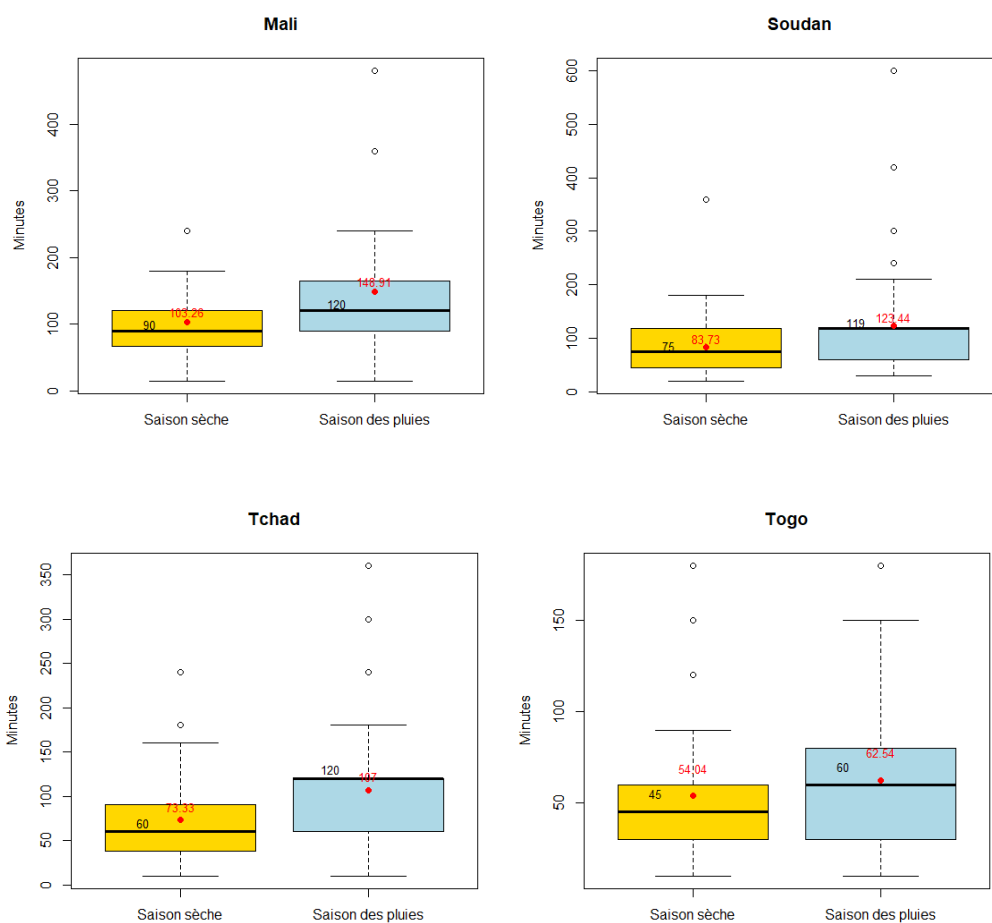 Mali
Minutes
0
100
200
300
400
103.26
90
148.91
120
Saison sèche
Saison des pluies
Soudan
Minutes
0
100
200
300
400
500
600
83.73
75
123.44
119
Saison sèche
Saison des pluies
Tchad
Minutes
0
50
100
150
200
250
300
350
73.33
60
120
107
Saison sèche
Saison des pluies
Togo
Minutes
50
100
150
54.04
45
62.54
60
Saison sèche
Saison des pluies